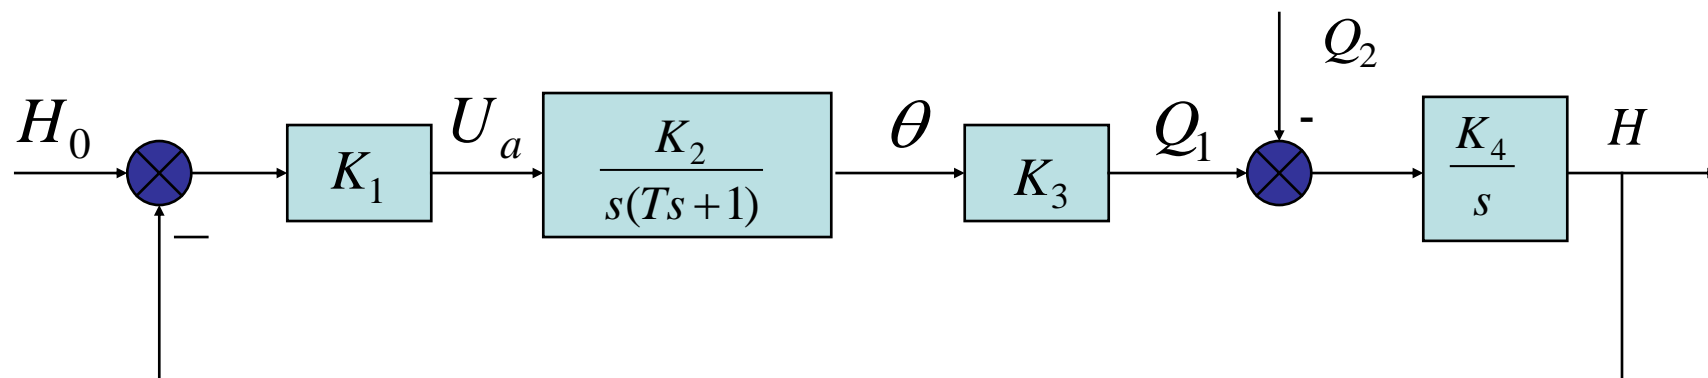 H₀
K₁
Uₐ
K₂
s(Ts+1)
θ
K₃
Q₁
Q₂
-
K₄
s
H
—